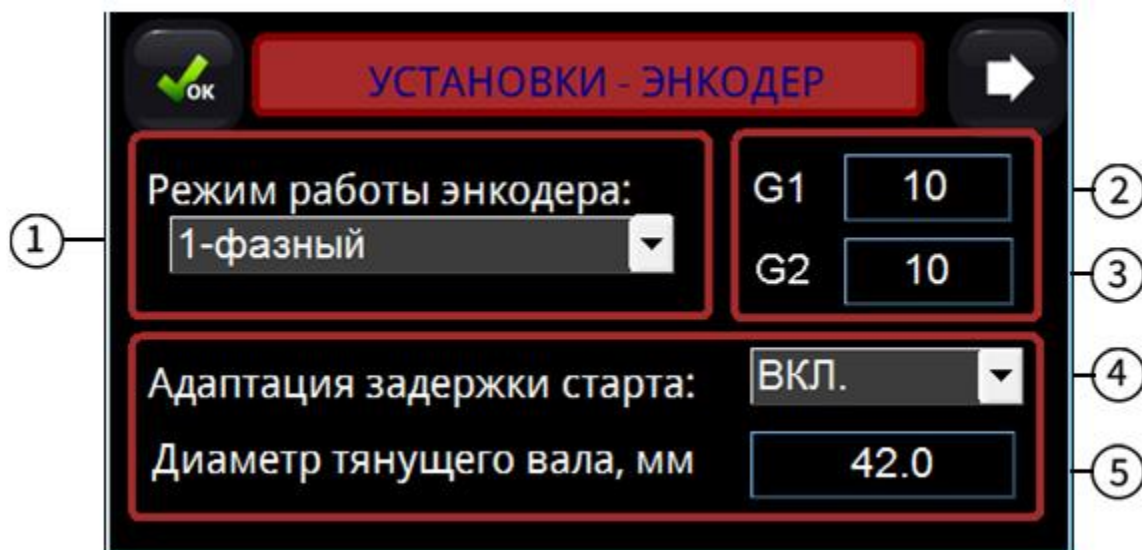 OK УСТАНОВКИ - ЭНКОДЕР
Режим работы энкодера:
1-фазный
G1 10
G2 10
Адаптация задержки старта: ВКЛ.
Диаметр тянущего вала, мм 42.0
1
2
3
4
5